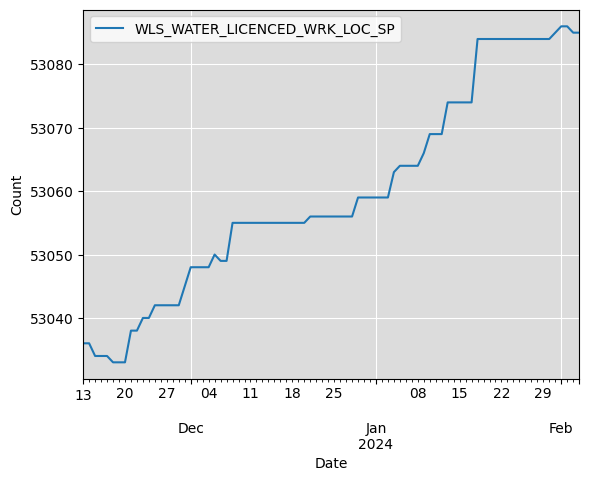 WLS_WATER_LICENCED_WRK_LOC_SP
53080
53070
53060
53050
53040
Count
13 20 27 04 11 18 25 08 15 22 29
Dec Jan Feb
2024
Date